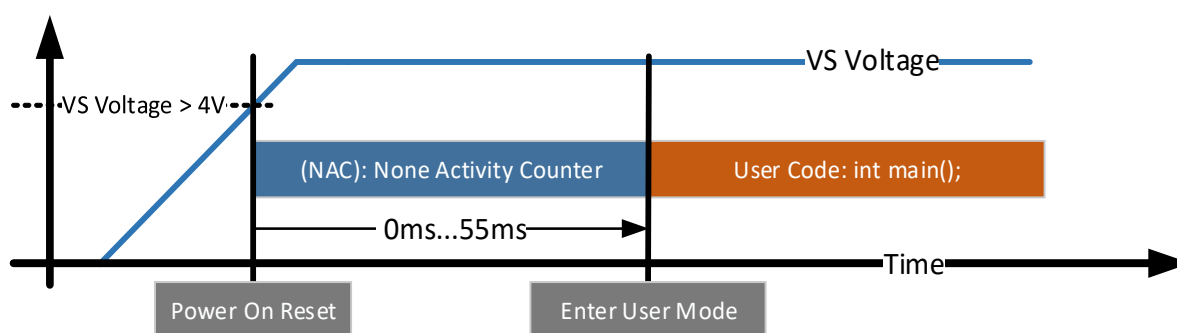 VS Voltage
VS Voltage > 4V
(NAC): None Activity Counter
User Code: int main();
0ms...55ms
Time
Power On Reset
Enter User Mode